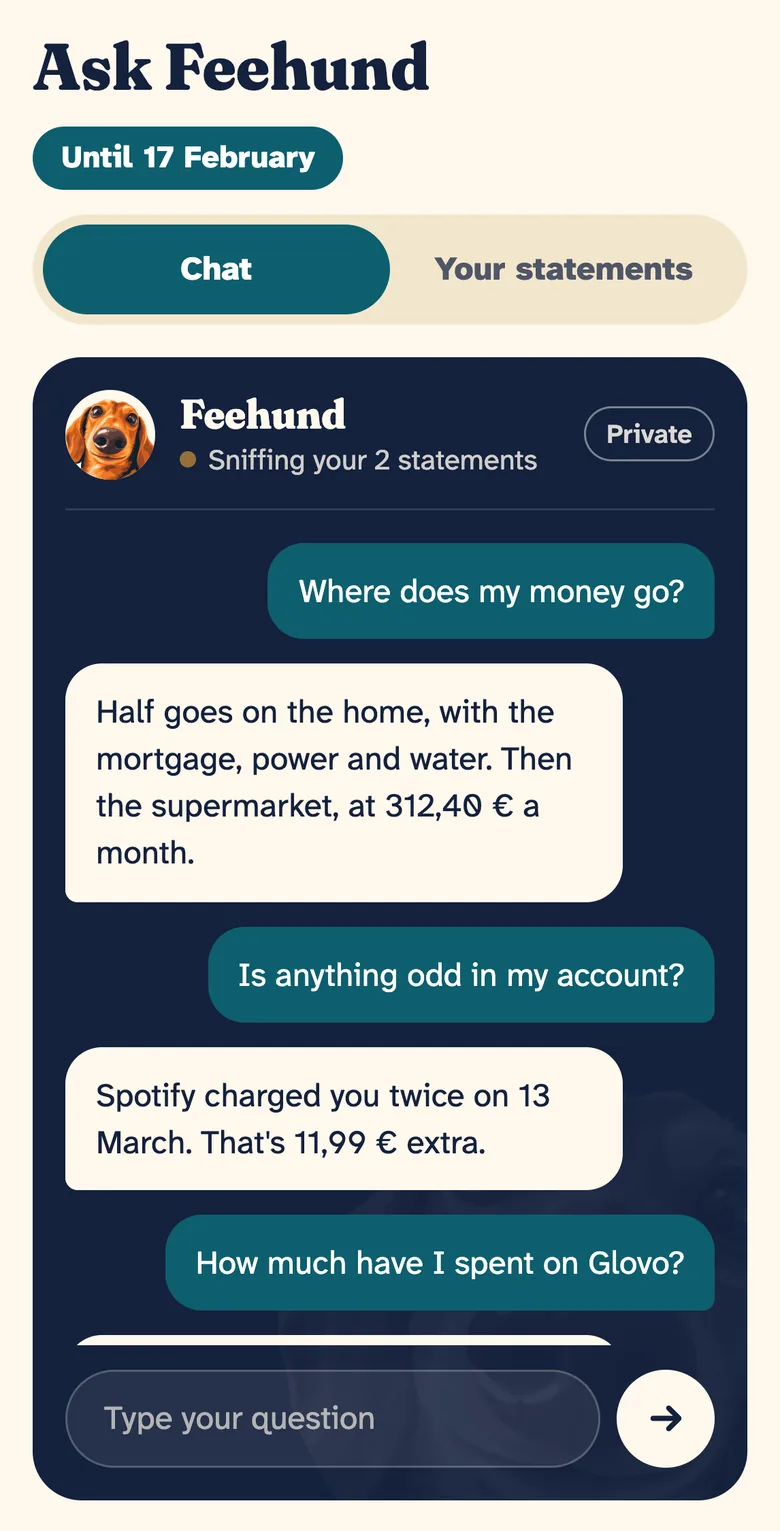 Ask Feehund
Until 17 February
Chat
Your statements
Feehund
Sniffing your 2 statements
Private
Where does my money go?
Half goes on the home, with the
mortgage, power and water. Then
the supermarket, at 312,40 € a
month.
Is anything odd in my account?
Spotify charged you twice on 13
March. That's 11,99 € extra.
How much have I spent on Glovo?
Type your question